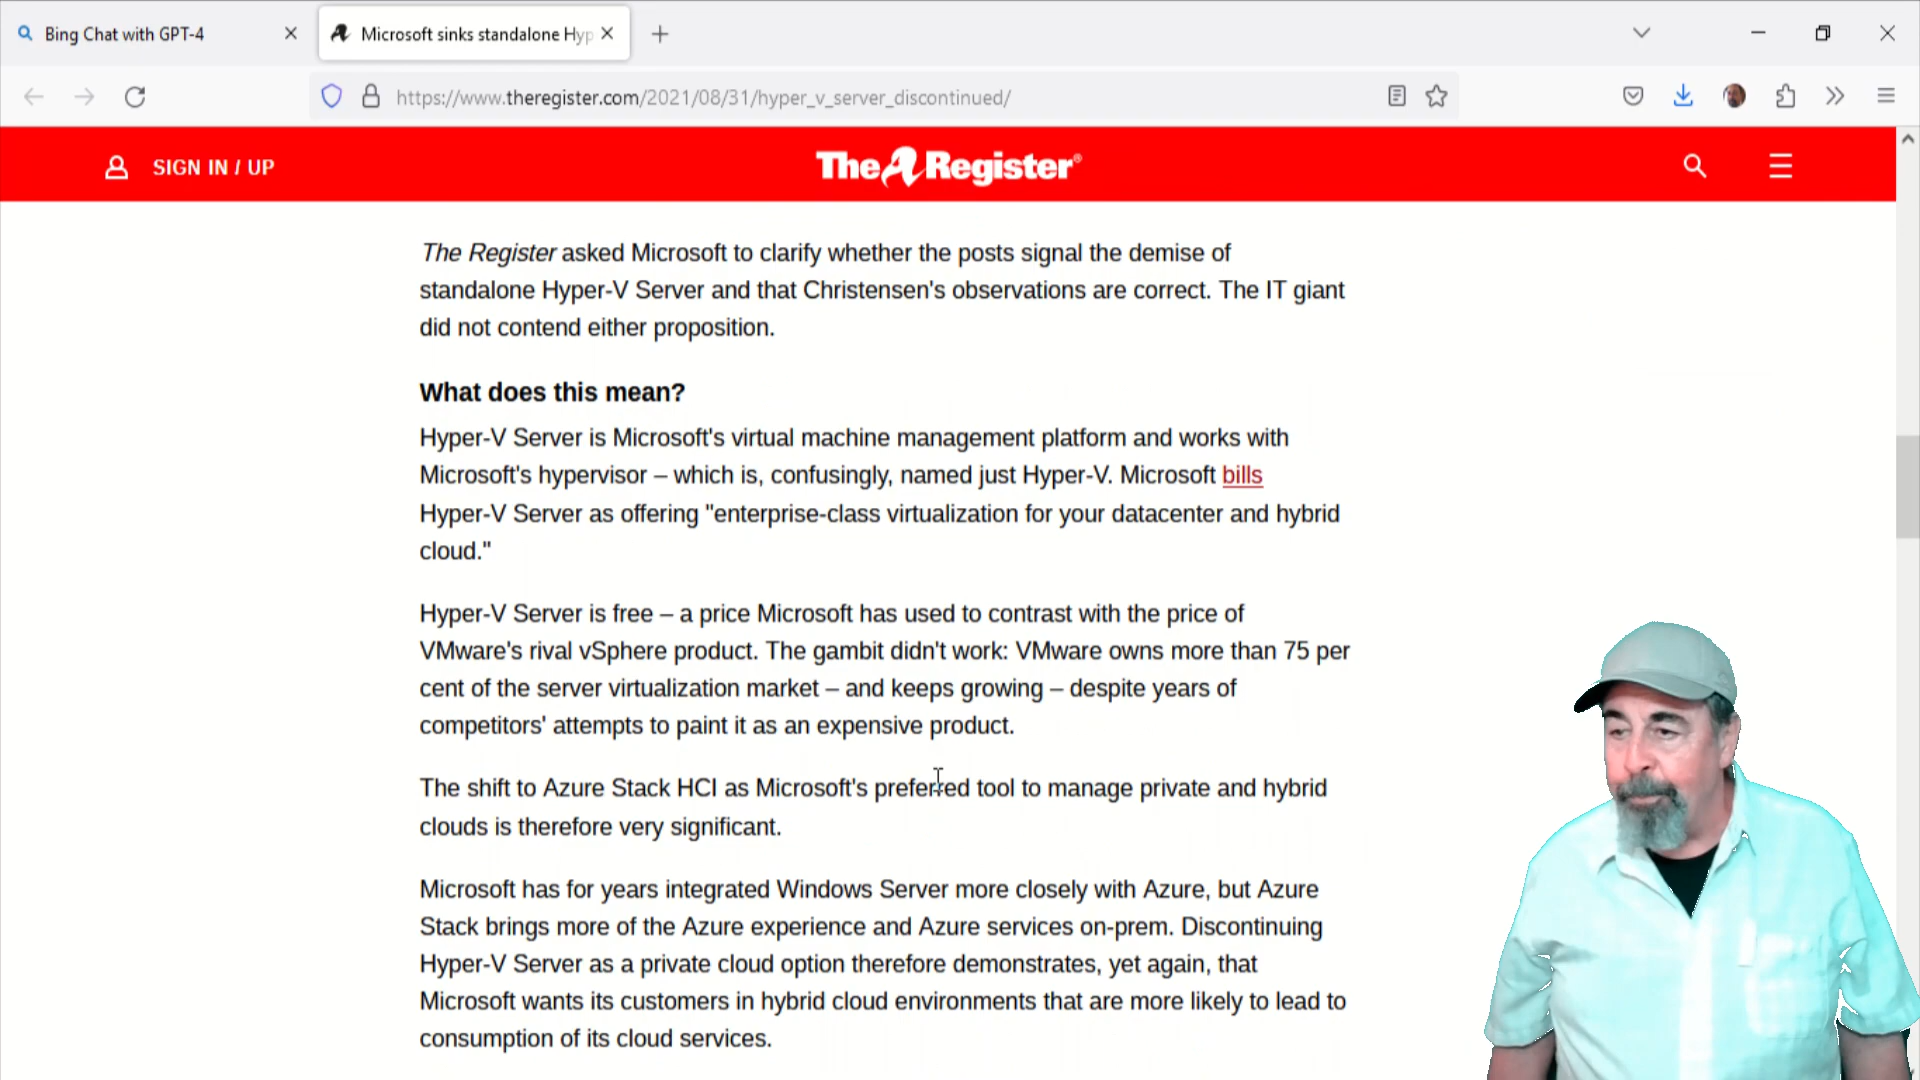 Bing Chat with GPT-4
Microsoft sinks standalone Hyp
https://www.theregister.com/2021/08/31/hyper_v_server_discontinued/
SIGN IN / UP
The Register®
The Register asked Microsoft to clarify whether the posts signal the demise of
standalone Hyper-V Server and that Christensen's observations are correct. The IT giant
did not contend either proposition.
What does this mean?
Hyper-V Server is Microsoft's virtual machine management platform and works with
Microsoft's hypervisor – which is, confusingly, named just Hyper-V. Microsoft bills
Hyper-V Server as offering "enterprise-class virtualization for your datacenter and hybrid
cloud."
Hyper-V Server is free – a price Microsoft has used to contrast with the price of
VMware's rival vSphere product. The gambit didn't work: VMware owns more than 75 per
cent of the server virtualization market – and keeps growing – despite years of
competitors' attempts to paint it as an expensive product.
The shift to Azure Stack HCI as Microsoft's preferred tool to manage private and hybrid
clouds is therefore very significant.
Microsoft has for years integrated Windows Server more closely with Azure, but Azure
Stack brings more of the Azure experience and Azure services on-prem. Discontinuing
Hyper-V Server as a private cloud option therefore demonstrates, yet again, that
Microsoft wants its customers in hybrid cloud environments that are more likely to lead to
consumption of its cloud services.